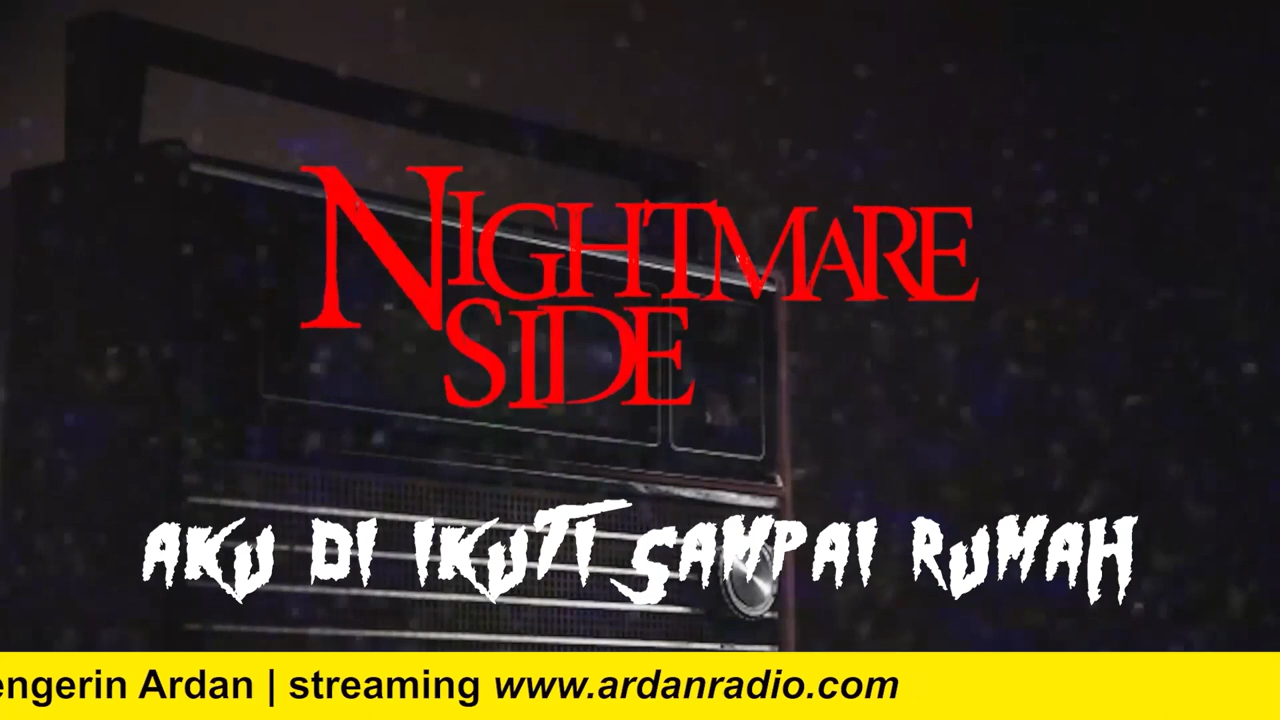 NIGHTMARE
SIDE
AKU DI IKUTI SAMPAI RUMAH
engerin Ardan | streaming www.ardanradio.com